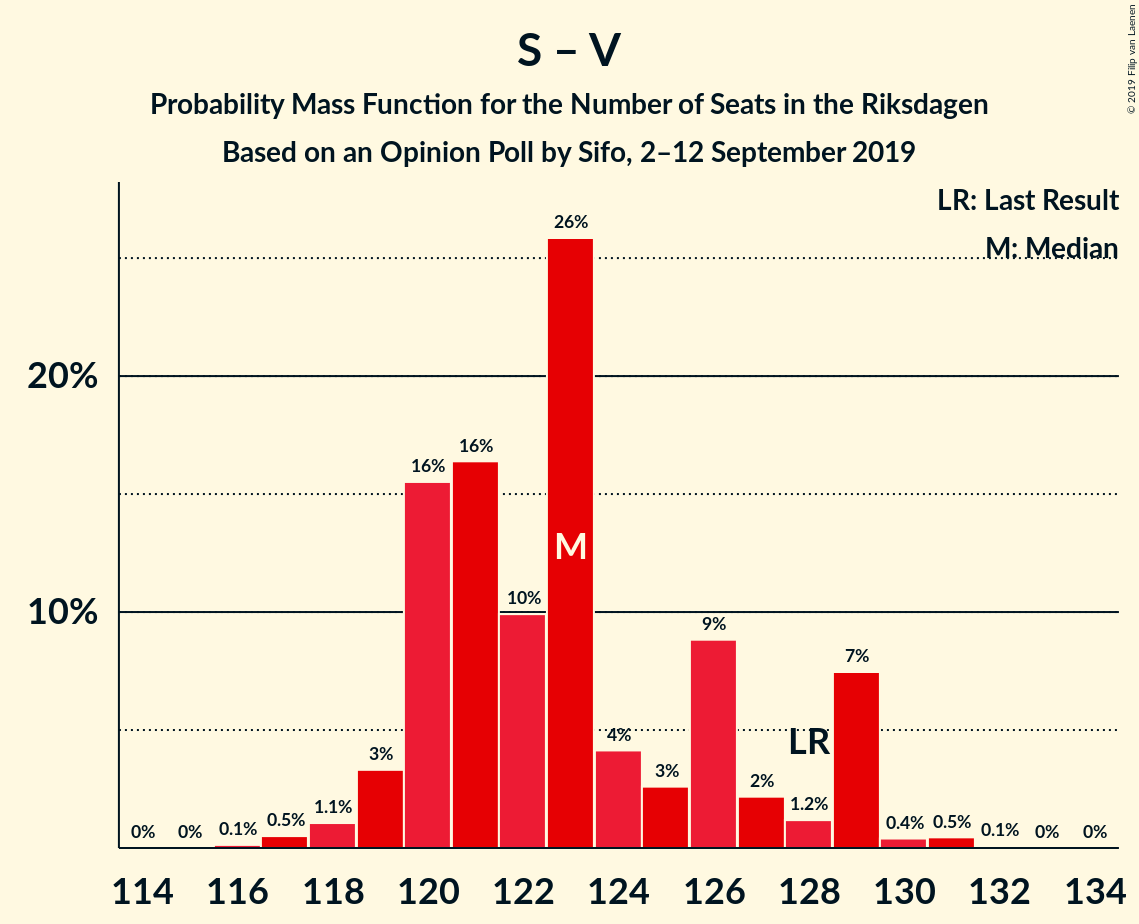 S – V
Probability Mass Function for the Number of Seats in the Riksdagen
Based on an Opinion Poll by Sifo, 2–12 September 2019
© 2019 Filip van Laenen
LR: Last Result
M: Median
20%
10%
0% 0% 0.1% 0.5% 1.1% 3% 16% 16% 10% 26% 4% 3% 9% 2% 1.2% 7% 0.4% 0.5% 0.1% 0% 0%
M
LR
114 116 118 120 122 124 126 128 130 132 134